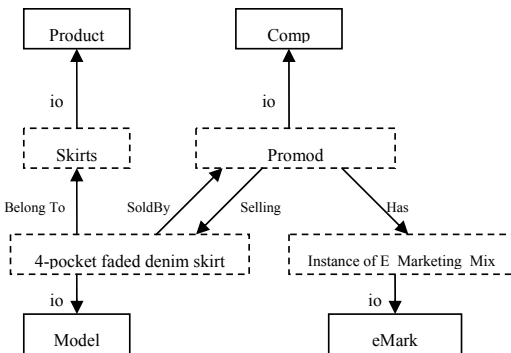 Product
Comp
io
io
Skirts
Promod
Belong To
SoldBy
Selling
Has
4-pocket faded denim skirt
Instance of E Marketing Mix
io
io
Model
eMark